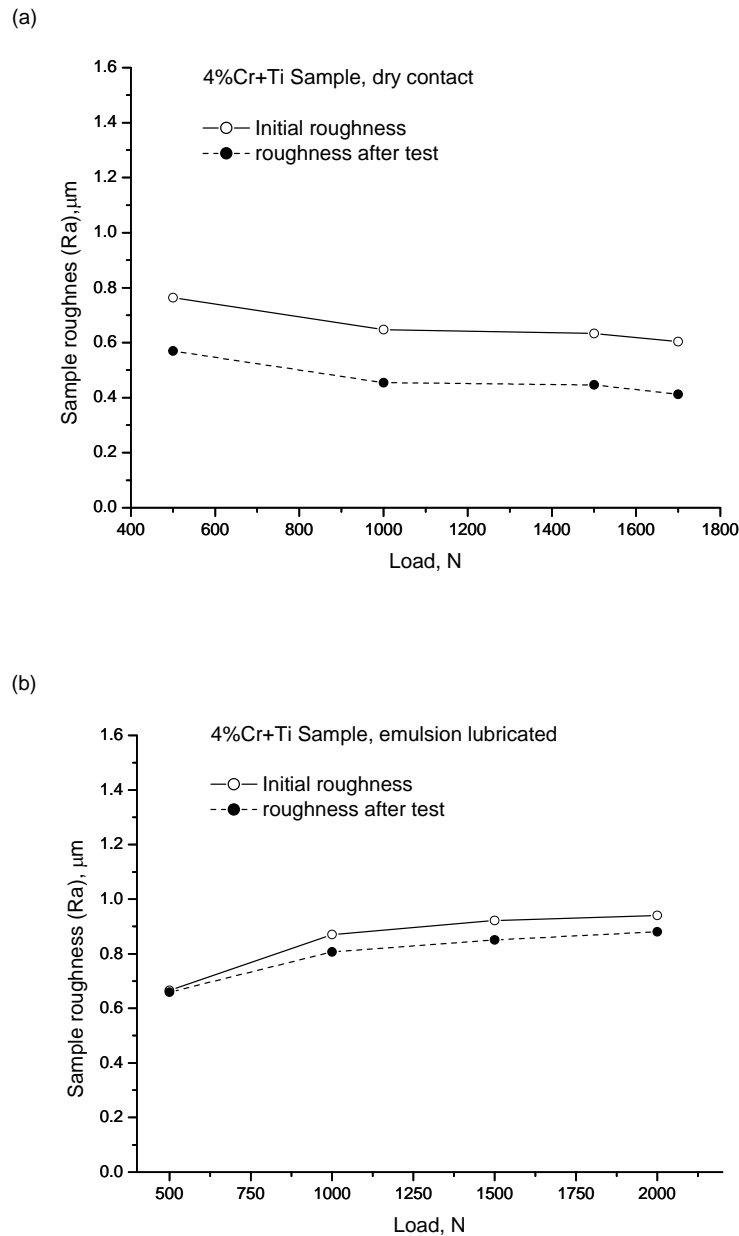 (a)
1.6
1.4
1.2
1.0
0.8
0.6
0.4
0.2
0.0
Sample roughnes (Ra),μm
4%Cr+Ti Sample, dry contact
Initial roughness
roughness after test
400 600 800 1000 1200 1400 1600 1800
Load, N
(b)
1.6
1.4
1.2
1.0
0.8
0.6
0.4
0.2
0.0
Sample roughness (Ra), μm
4%Cr+Ti Sample, emulsion lubricated
Initial roughness
roughness after test
500 750 1000 1250 1500 1750 2000
Load, N